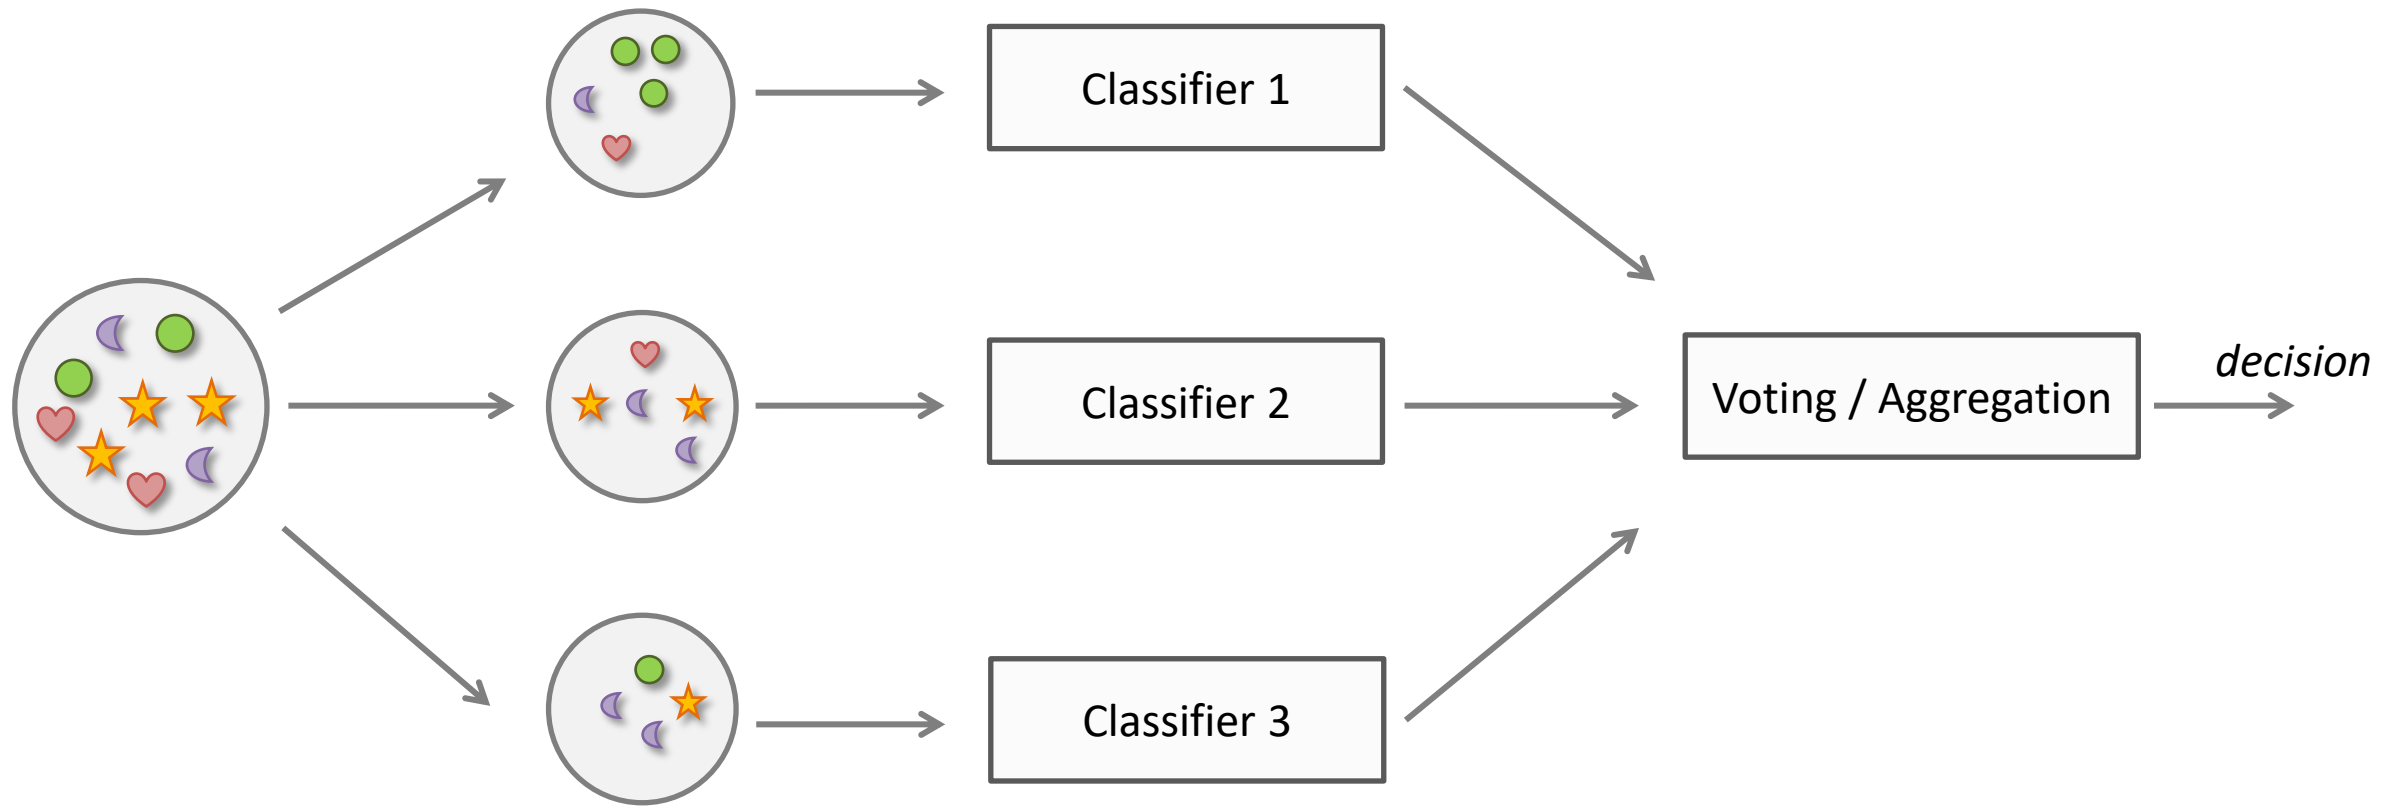 Classifier 1
Classifier 2
Classifier 3
Voting / Aggregation
decision